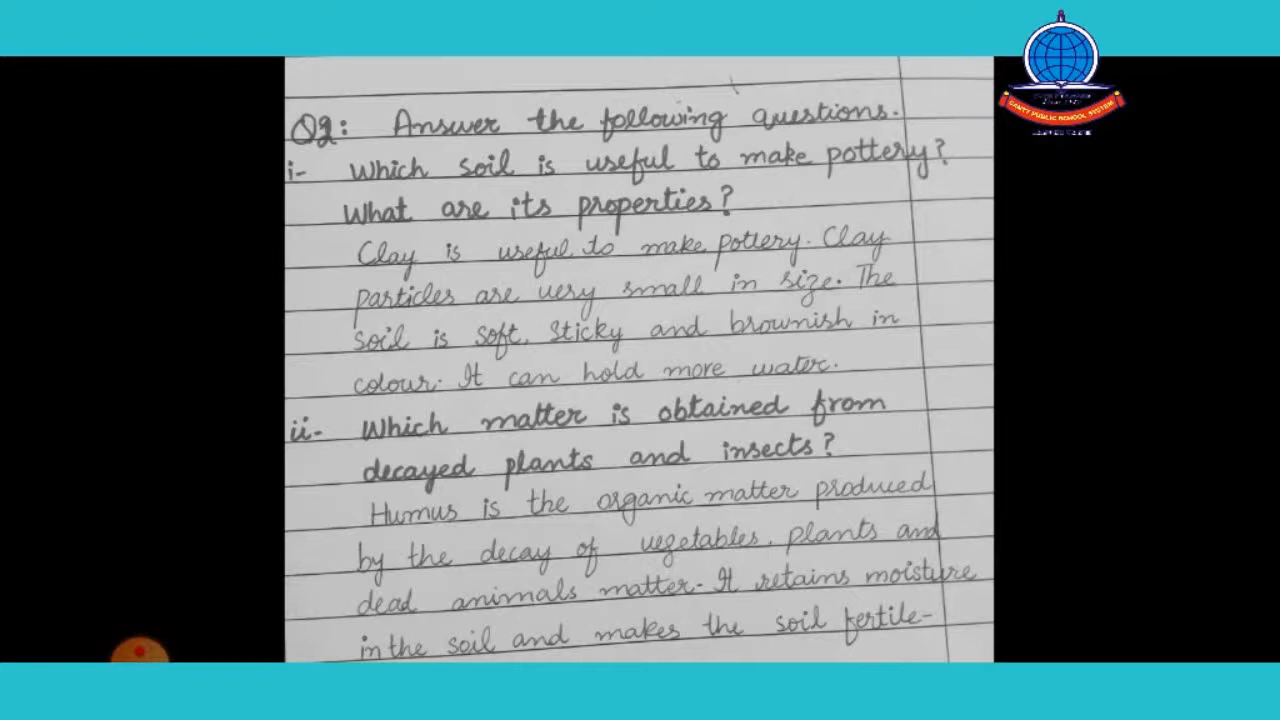 Q2: Answer the following questions.
i- Which soil is useful to make pottery?
What are its properties?
Clay is useful to make pottery. Clay
particles are very small in size. The
soil is soft, sticky and brownish in
colour. It can hold more water.
ii- Which matter is obtained from
decayed plants and insects?
Humus is the organic matter produced
by the decay of vegetables, plants and
dead animals matter. It retains moisture
in the soil and makes the soil fertile-
CANTT PUBLIC SCHOOL SYSTEM